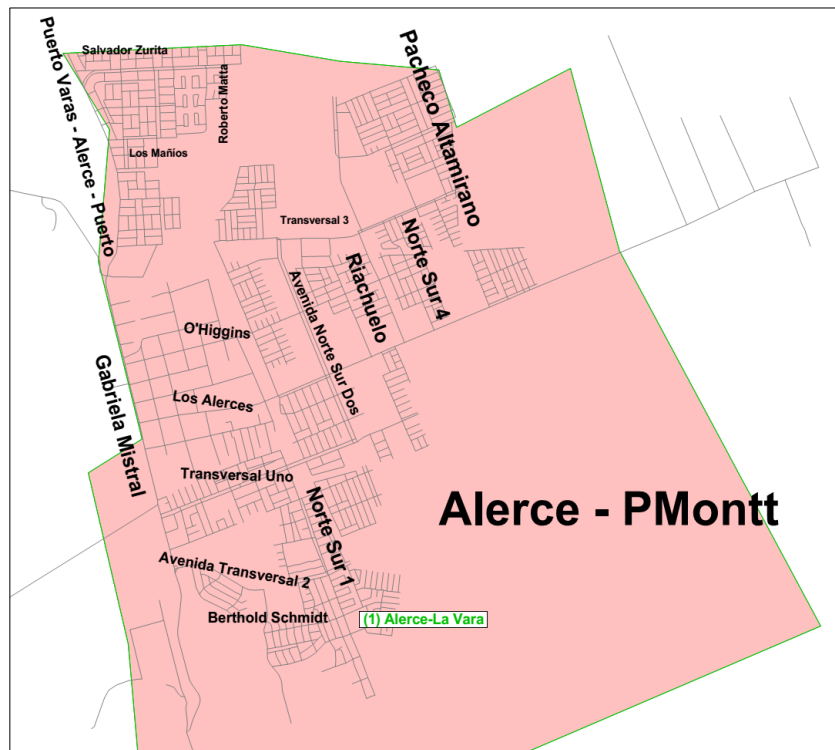 Salvador Zurita
Puerto Varas - Alerce - Puerto
Roberto Matta
Pacheco Altamirano
Los Mañios
Transversal 3
Norte Sur 4
Riachuelo
Avenida Norte Sur Dos
O'Higgins
Gabriela Mistral
Los Alerces
Transversal Uno
Norte Sur 1
Alerce - PMontt
Avenida Transversal 2
Berthold Schmidt
(1) Alerce-La Vara